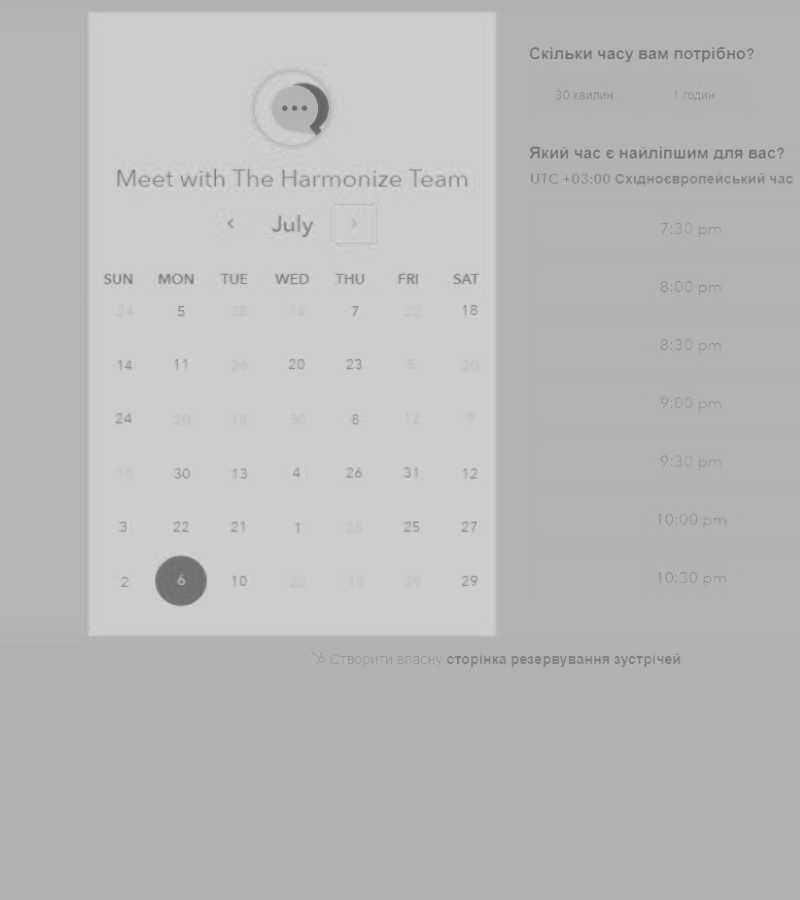 Meet with The Harmonize Team
July
SUN MON TUE WED THU FRI SAT
24 5 28 16 7 22 18
14 11 26 20 23 5 20
24 20 18 30 8 12 9
18 30 13 4 26 31 12
3 22 21 1 25 25 27
2 6 10 22 10 29 29
Скільки часу вам потрібно?
30 хвилин 1 годин
Який час є найліпшим для вас?
UTC +03:00 Східноєвропейський час
7:30 pm
8:00 pm
8:30 pm
9:00 pm
9:30 pm
10:00 pm
10:30 pm
Створити власну сторінка резервування зустрічей